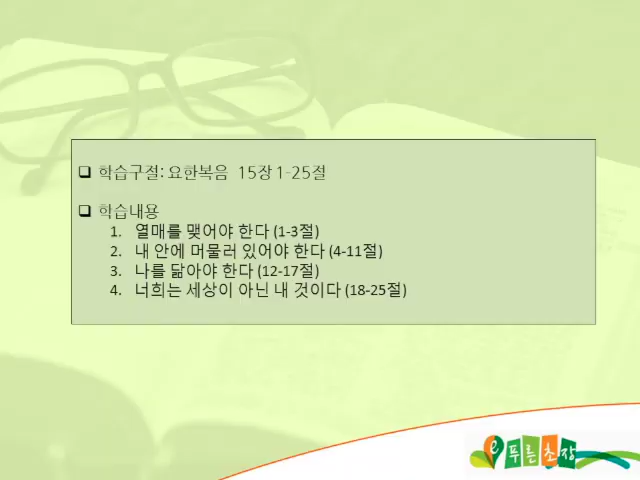 ❑ 학습구절: 요한복음 15장 1-25절
❑ 학습내용
1. 열매를 맺어야 한다 (1-3절)
2. 내 안에 머물러 있어야 한다 (4-11절)
3. 나를 닮아야 한다 (12-17절)
4. 너희는 세상이 아닌 내 것이다 (18-25절)
e 푸른초장